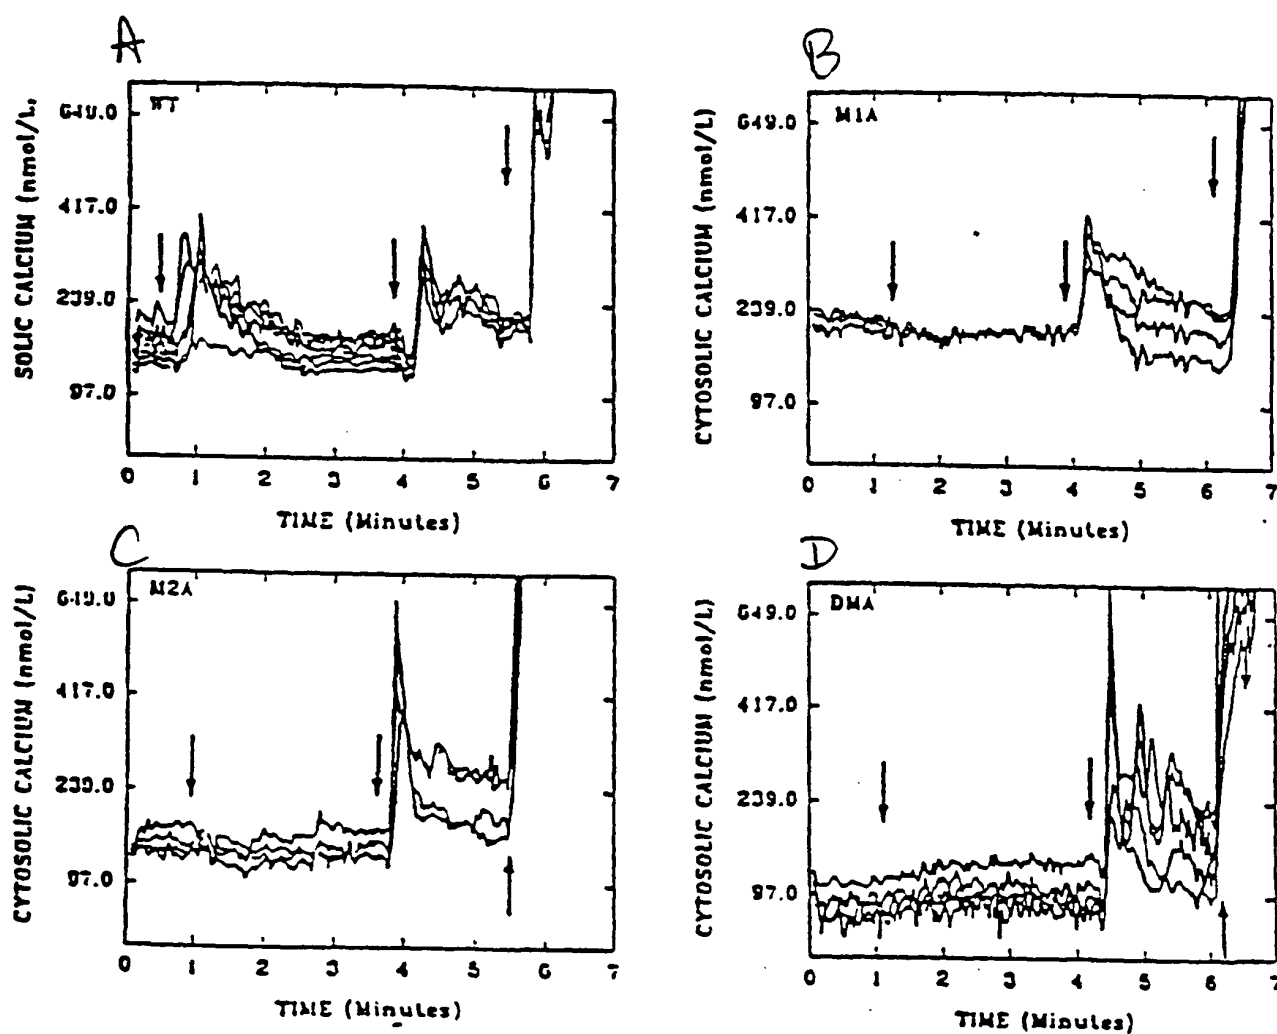 A
WT
SOLIC CALCIUM (nmol/L)
649.0
417.0
239.0
97.0
0 1 2 3 4 5 6 7
TIME (Minutes)
B
M1A
CYTOSOLIC CALCIUM (nmol/L)
649.0
417.0
239.0
97.0
0 1 2 3 4 5 6 7
TIME (Minutes)
C
M2A
CYTOSOLIC CALCIUM (nmol/L)
649.0
417.0
239.0
97.0
0 1 2 3 4 5 6 7
TIME (Minutes)
D
DMA
CYTOSOLIC CALCIUM (nmol/L)
649.0
417.0
239.0
97.0
0 1 2 3 4 5 6 7
TIME (Minutes)